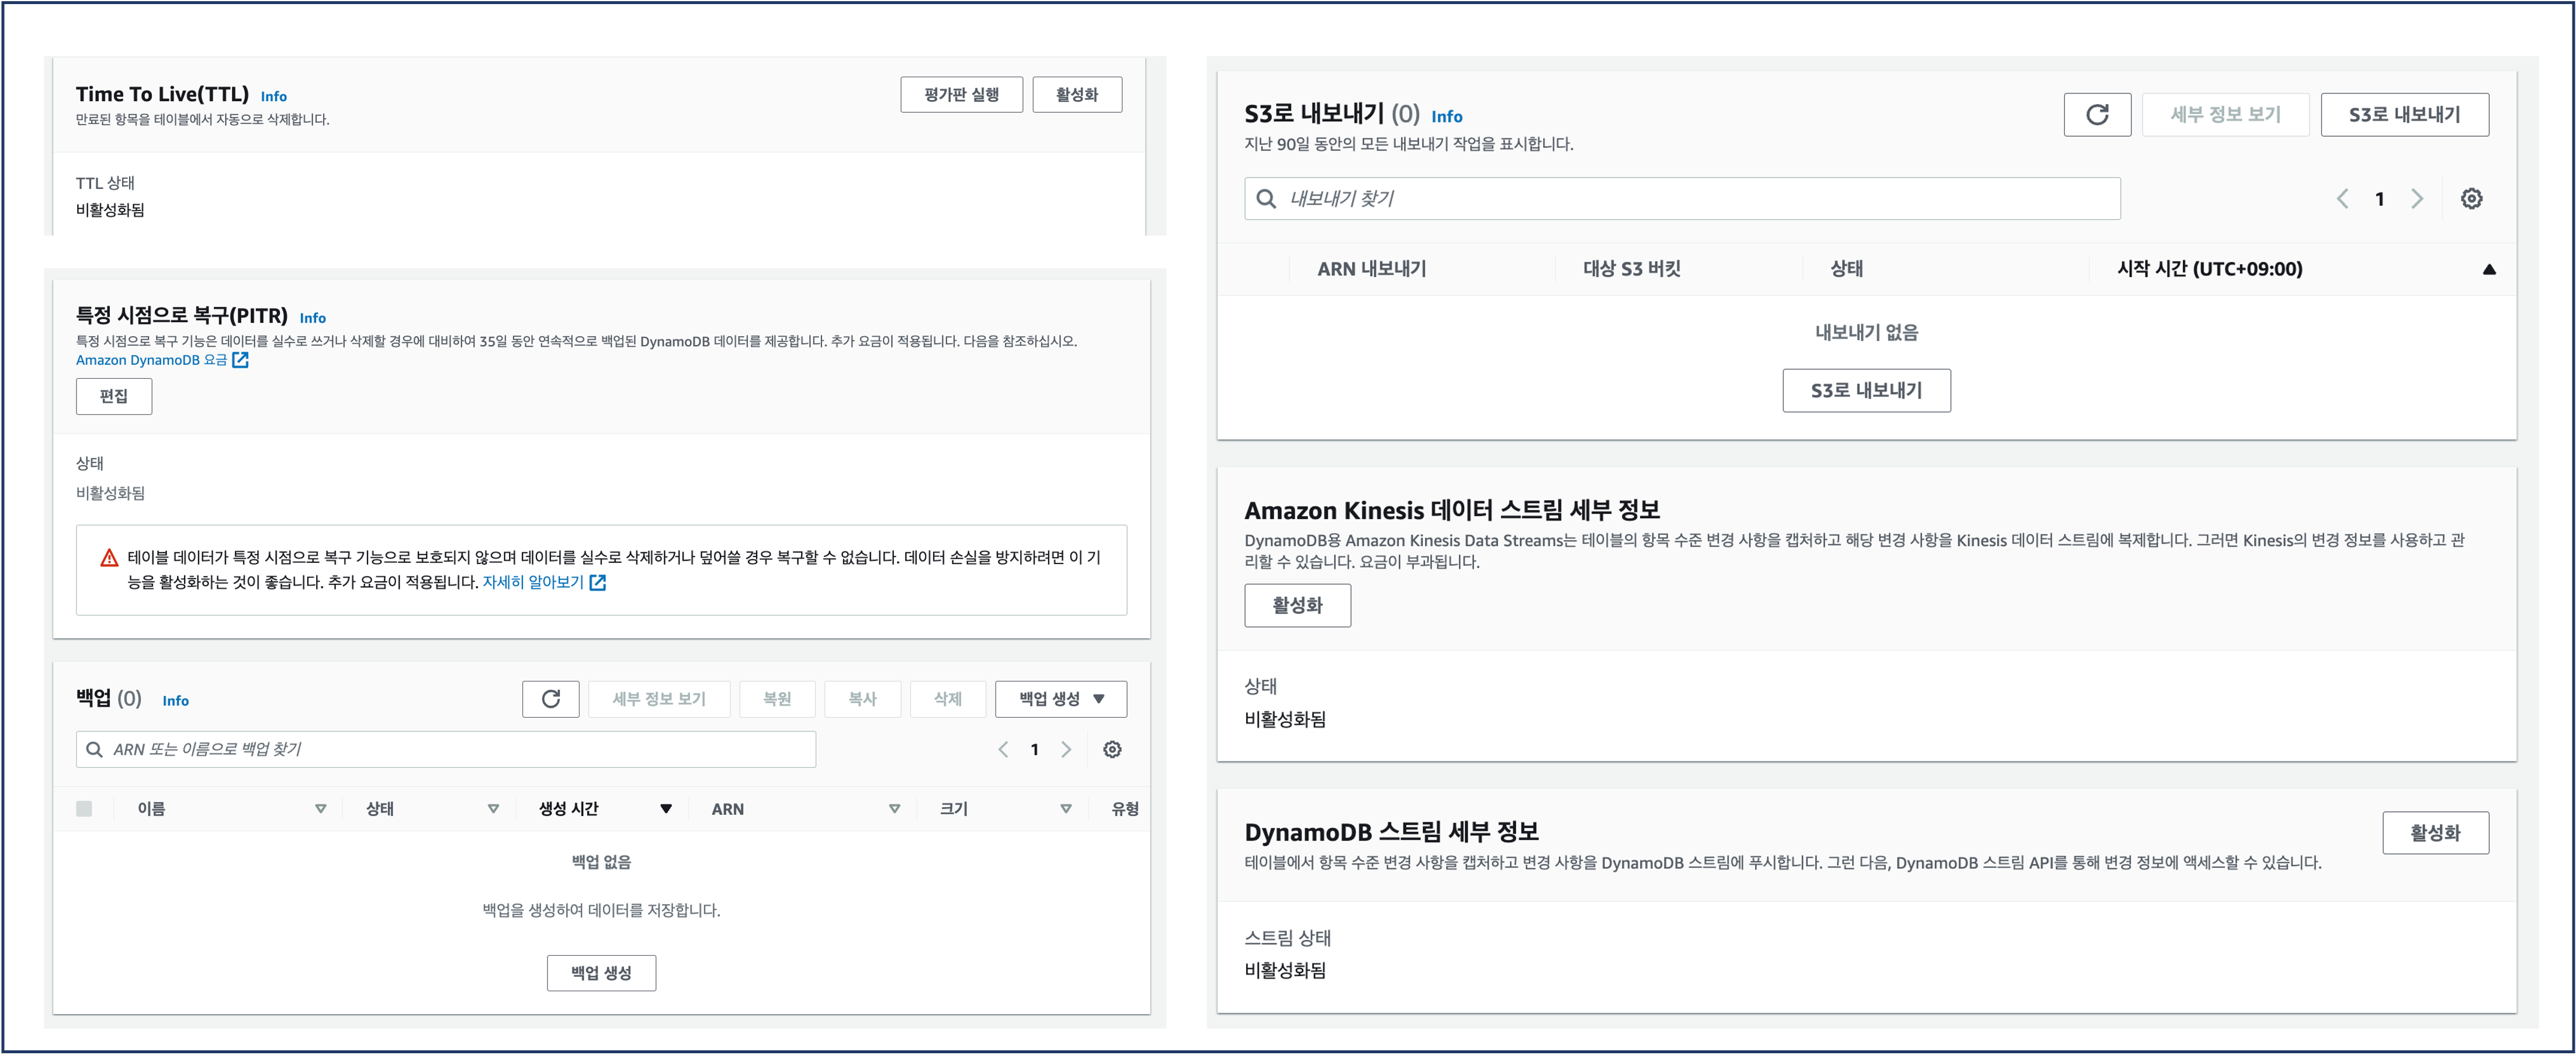 Time To Live(TTL) Info
평가판 실행
활성화
만료된 항목을 테이블에서 자동으로 삭제합니다.
TTL 상태
비활성화됨
특정 시점으로 복구(PITR) Info
특정 시점으로 복구 기능은 데이터를 실수로 쓰거나 삭제할 경우에 대비하여 35일 동안 연속적으로 백업된 DynamoDB 데이터를 제공합니다. 추가 요금이 적용됩니다. 다음을 참조하십시오.
Amazon DynamoDB 요금
편집
상태
비활성화됨
테이블 데이터가 특정 시점으로 복구 기능으로 보호되지 않으며 데이터를 실수로 삭제하거나 덮어쓸 경우 복구할 수 없습니다. 데이터 손실을 방지하려면 이 기
능을 활성화하는 것이 좋습니다. 추가 요금이 적용됩니다. 자세히 알아보기
백업 (0) Info
세부 정보 보기
복원
복사
삭제
백업 생성
ARN 또는 이름으로 백업 찾기
1
이름 상태 생성 시간 ARN 크기 유형
백업 없음
백업을 생성하여 데이터를 저장합니다.
백업 생성
S3로 내보내기 (0) Info
세부 정보 보기
S3로 내보내기
지난 90일 동안의 모든 내보내기 작업을 표시합니다.
내보내기 찾기
1
ARN 내보내기 대상 S3 버킷 상태 시작 시간 (UTC+09:00)
내보내기 없음
S3로 내보내기
Amazon Kinesis 데이터 스트림 세부 정보
DynamoDB용 Amazon Kinesis Data Streams는 테이블의 항목 수준 변경 사항을 캡처하고 해당 변경 사항을 Kinesis 데이터 스트림에 복제합니다. 그러면 Kinesis의 변경 정보를 사용하고 관
리할 수 있습니다. 요금이 부과됩니다.
활성화
상태
비활성화됨
DynamoDB 스트림 세부 정보
활성화
테이블에서 항목 수준 변경 사항을 캡처하고 변경 사항을 DynamoDB 스트림에 푸시합니다. 그런 다음, DynamoDB 스트림 API를 통해 변경 정보에 액세스할 수 있습니다.
스트림 상태
비활성화됨